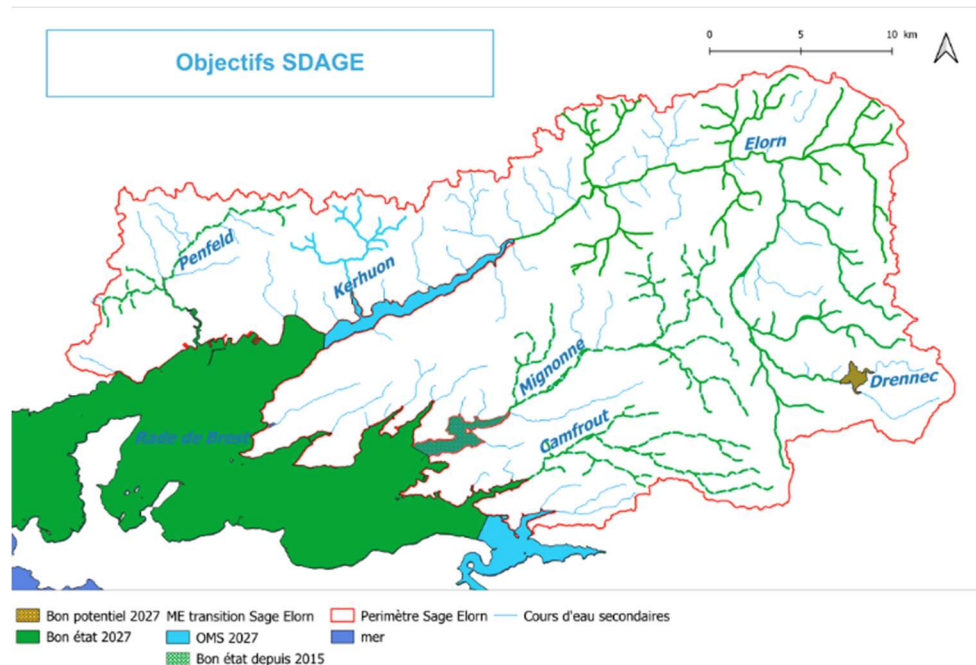 Objectifs SDAGE
0 5 10 km
Elorn
Penfeld
Kerhuon
Mignonne
Drennec
Camfrout
Rade de Brest
Bon potentiel 2027 ME transition Sage Elorn Perimètre Sage Elorn Cours d'eau secondaires
Bon état 2027 OMS 2027 mer
Bon état depuis 2015